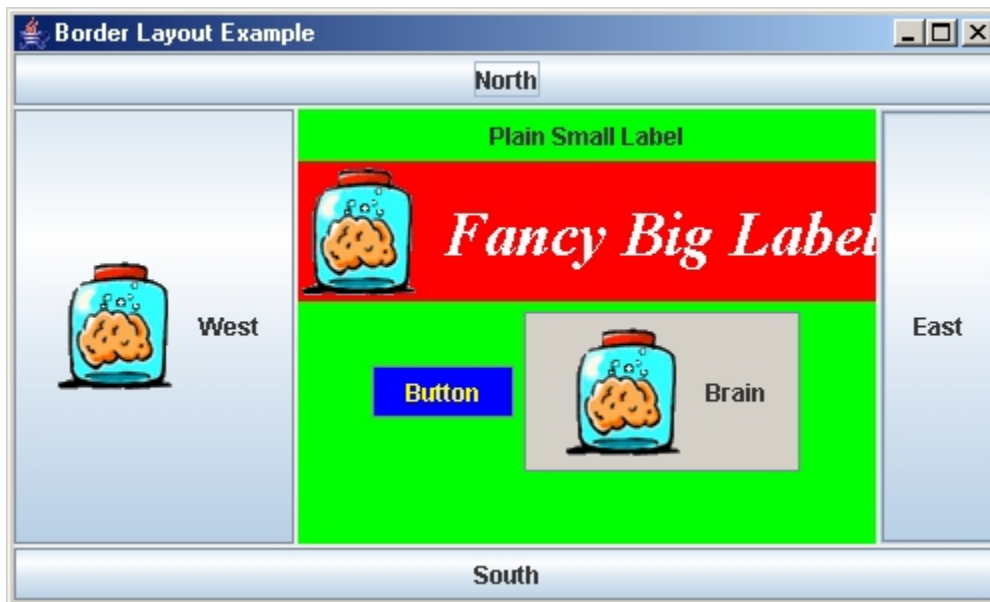 Border Layout Example
North
Plain Small Label
Fancy Big Label
West
East
Button
Brain
South